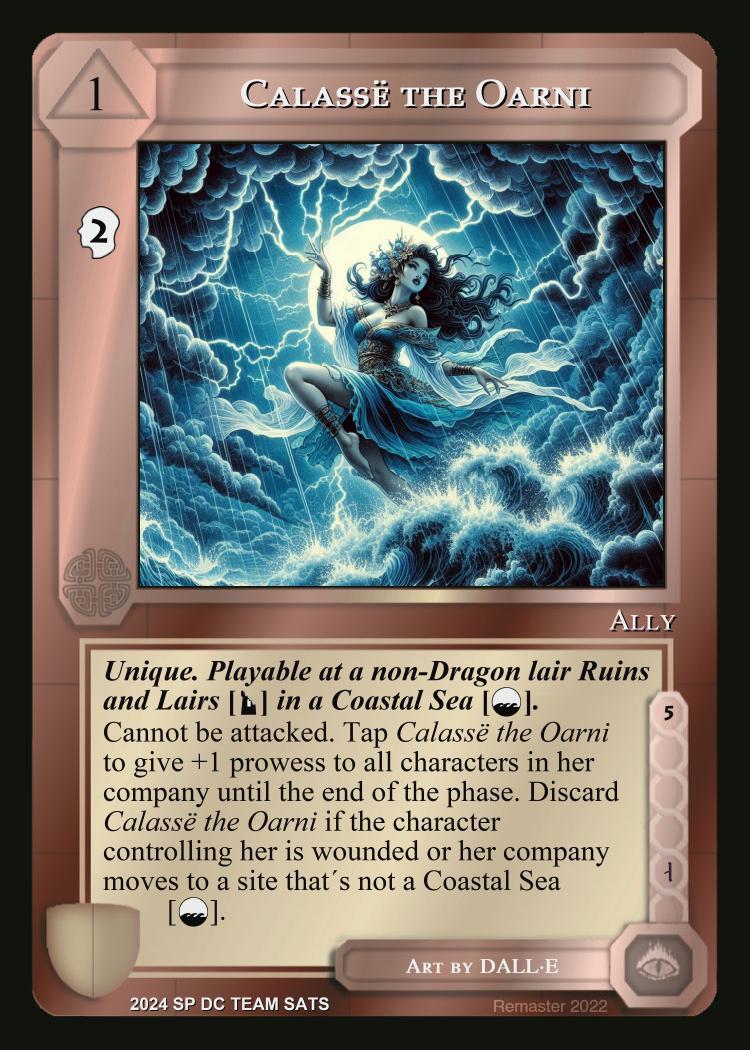 1
CALASSË THE OARNI
2
ALLY
Unique. Playable at a non-Dragon lair Ruins
and Lairs [ ] in a Coastal Sea [ ].
Cannot be attacked. Tap Calassë the Oarni
to give +1 prowess to all characters in her
company until the end of the phase. Discard
Calassë the Oarni if the character
controlling her is wounded or her company
moves to a site that´s not a Coastal Sea
[ ].
5
ART BY DALL·E
2024 SP DC TEAM SATS
Remaster 2022